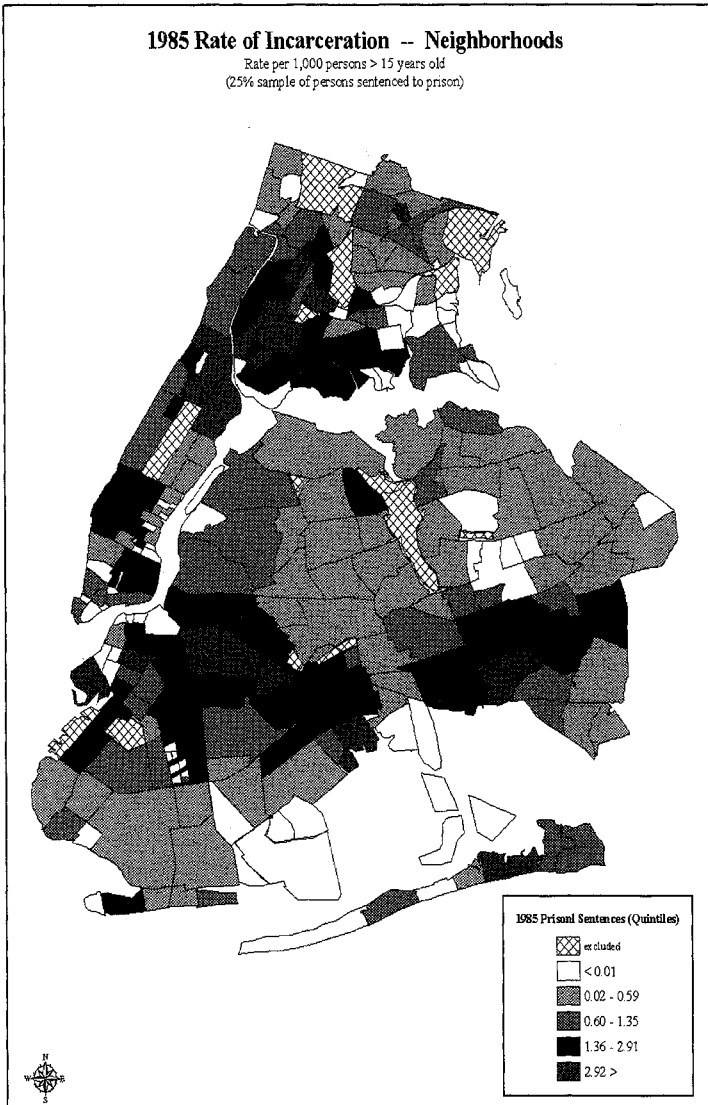 1985 Rate of Incarceration -- Neighborhoods
Rate per 1,000 persons > 15 years old
(25% sample of persons sentenced to prison)
1985 Prisonl Sentences (Quintiles)
excluded
< 0.01
0.02 - 0.59
0.60 - 1.35
1.36 - 2.91
2.92 >
N
W E
S